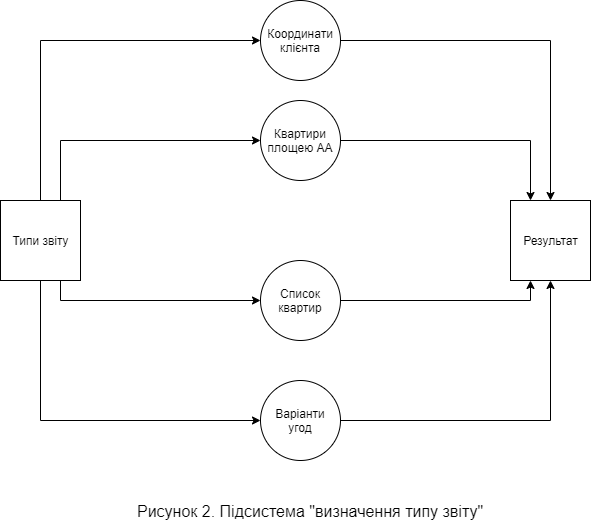 Координати
клієнта
Квартири
площею АА
Типи звіту
Результат
Список
квартир
Варіанти
угод
Рисунок 2. Підсистема "визначення типу звіту"